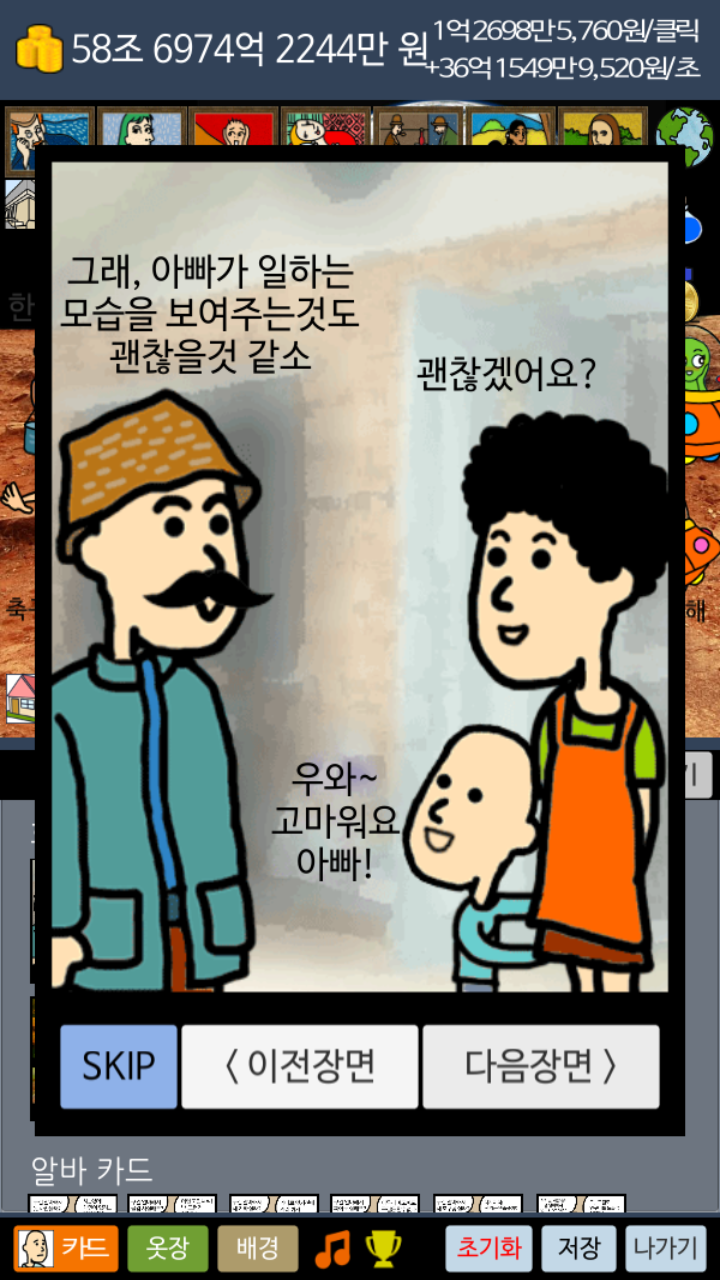 58조 6974억 2244만 원
1억 2698만 5,760원/클릭
+36억 1549만 9,520원/초
한
그래, 아빠가 일하는
모습을 보여주는것도
괜찮을것 같소
괜찮겠어요?
축
해
우와~
고마워요
아빠!
기
SKIP
< 이전장면
다음장면 >
알바 카드
카드
옷장
배경
초기화
저장
나가기